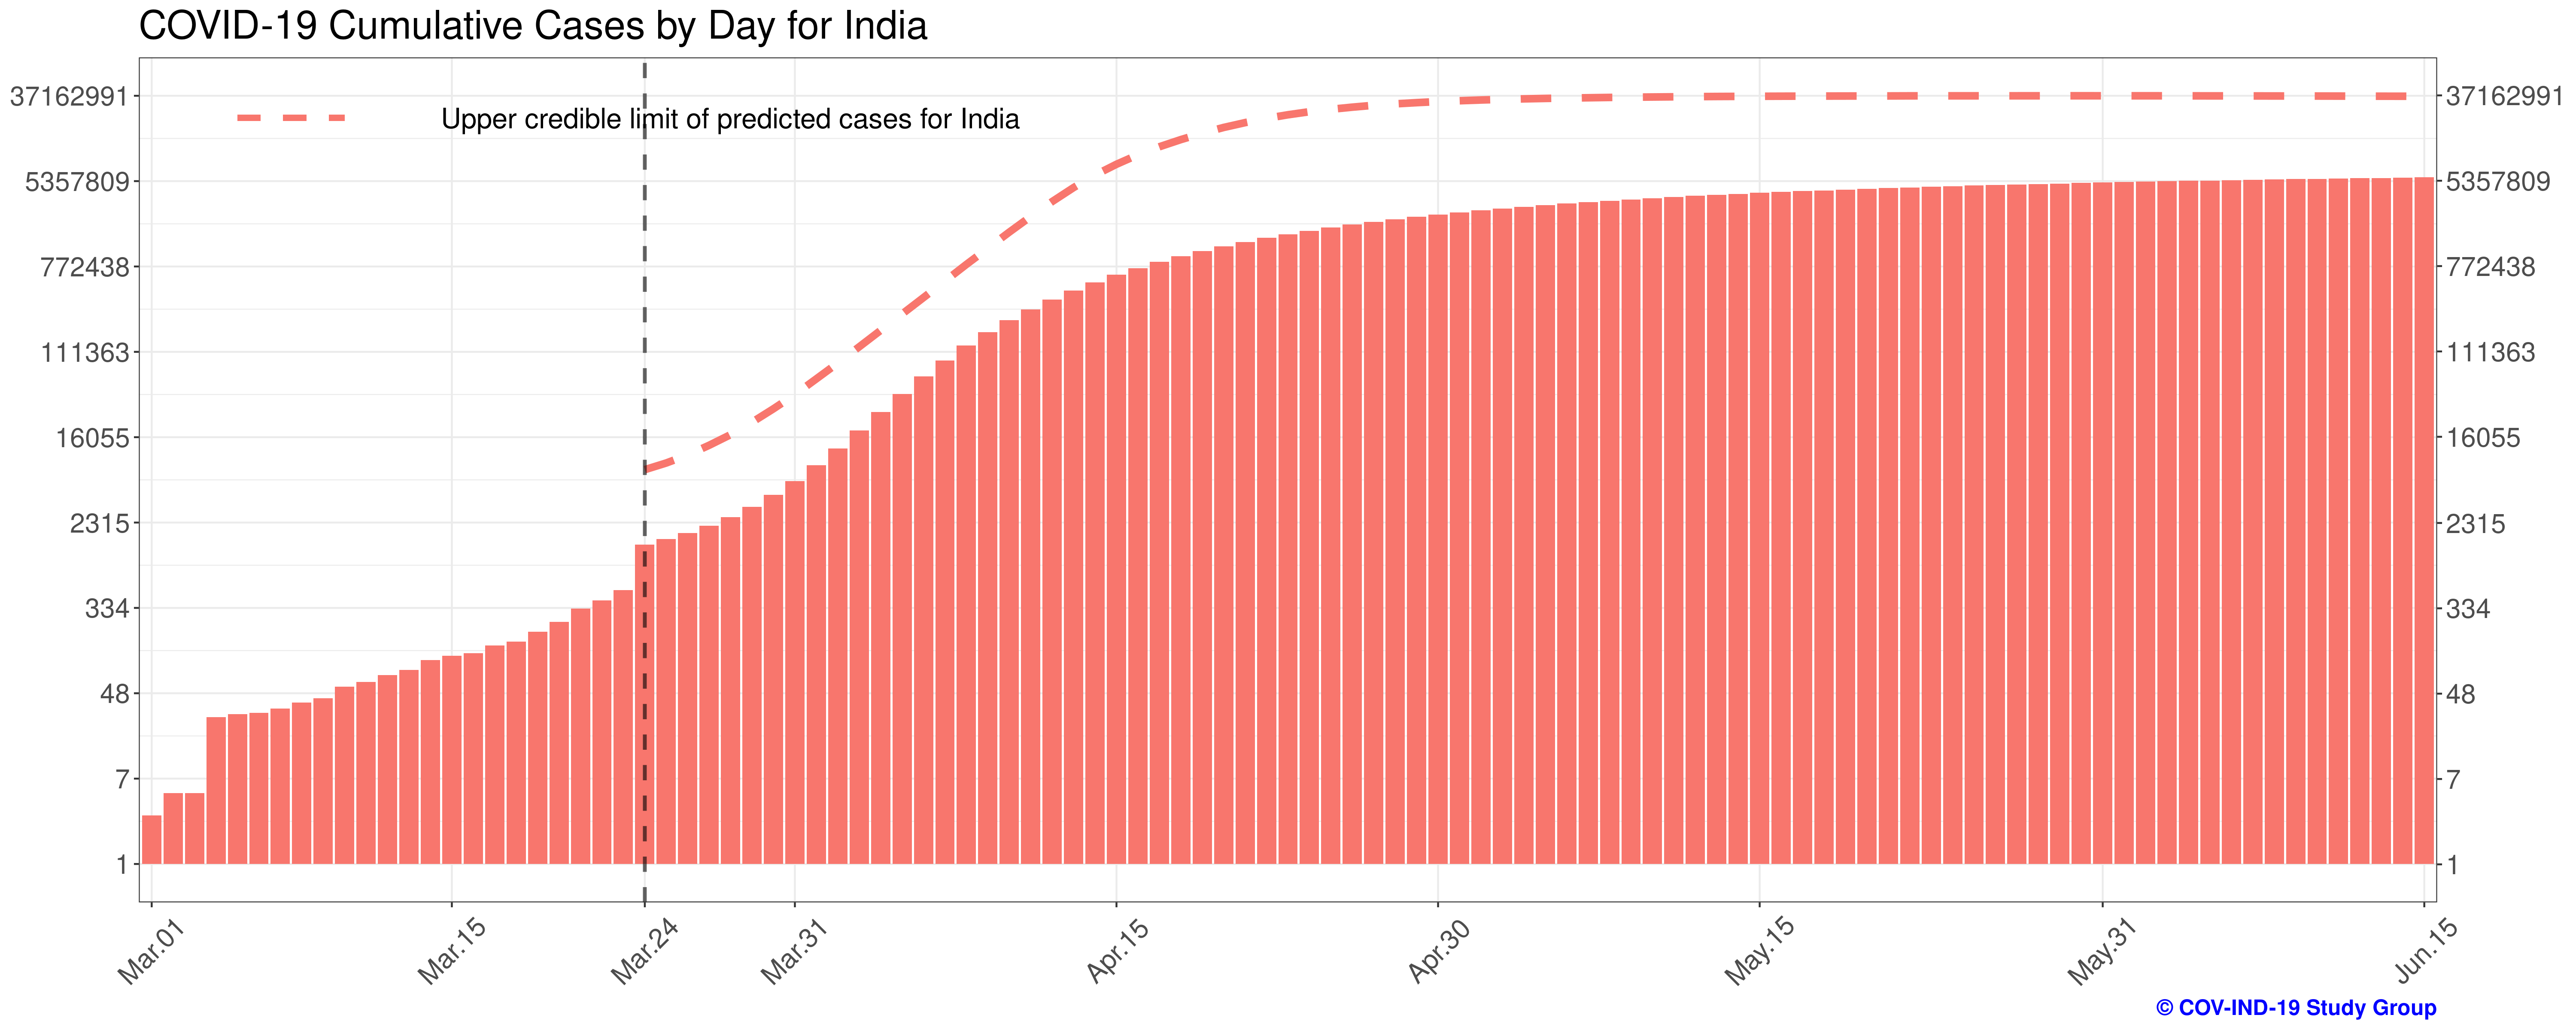 COVID-19 Cumulative Cases by Day for India
Upper credible limit of predicted cases for India
37162991
5357809
772438
111363
16055
2315
334
48
7
1
37162991
5357809
772438
111363
16055
2315
334
48
7
1
Mar.01
Mar.15
Mar.24
Mar.31
Apr.15
Apr.30
May.15
May.31
Jun.15
© COV-IND-19 Study Group